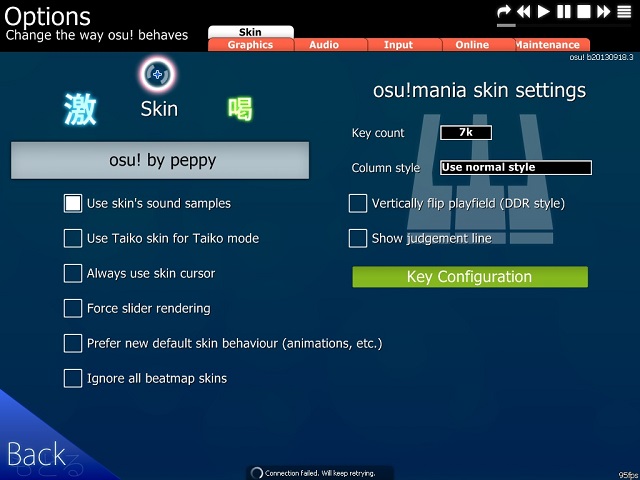 Options
Change the way osu! behaves
Skin
Graphics
Audio
Input
Online
Maintenance
osu! b20130918.3
激
Skin
喝
osu!mania skin settings
Key count
7k
osu! by peppy
Column style
Use normal style
Use skin's sound samples
Vertically flip playfield (DDR style)
Use Taiko skin for Taiko mode
Show judgement line
Always use skin cursor
Key Configuration
Force slider rendering
Prefer new default skin behaviour (animations, etc.)
Ignore all beatmap skins
Back
Connection failed. Will keep retrying.
95fps